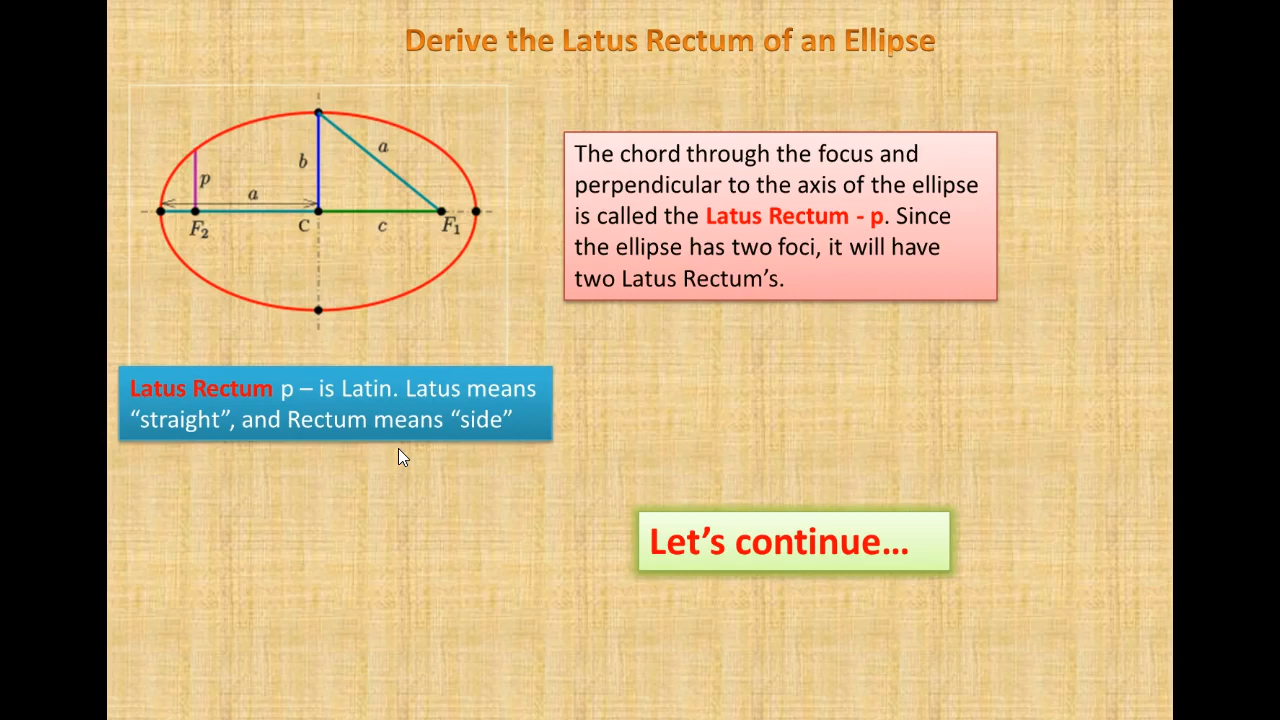 Derive the Latus Rectum of an Ellipse
a
b
p
a
F2
C
c
F1
The chord through the focus and
perpendicular to the axis of the ellipse
is called the Latus Rectum - p. Since
the ellipse has two foci, it will have
two Latus Rectum’s.
Latus Rectum p – is Latin. Latus means
“straight”, and Rectum means “side”
Let’s continue…